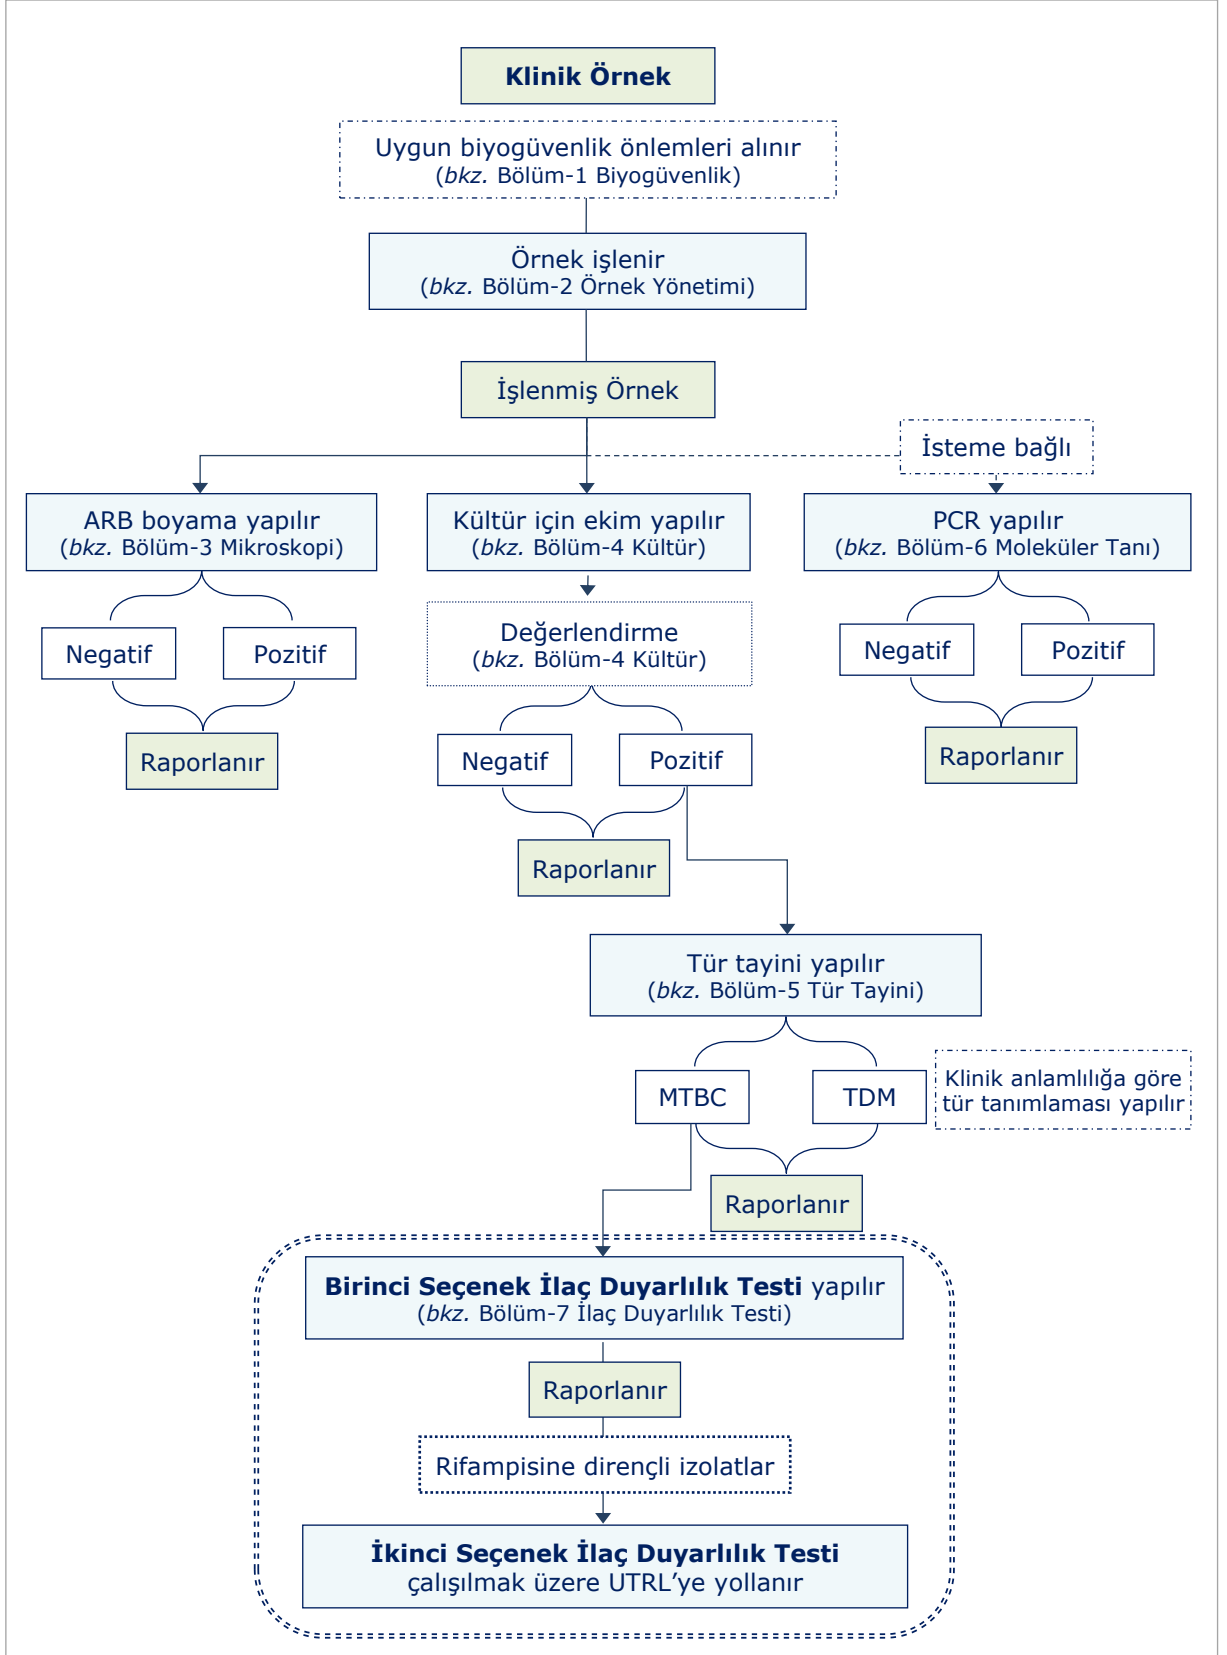 Klinik Örnek
Uygun biyogüvenlik önlemleri alınır
(bkz. Bölüm-1 Biyogüvenlik)
Örnek işlenir
(bkz. Bölüm-2 Örnek Yönetimi)
İşlenmiş Örnek
İsteme bağlı
ARB boyama yapılır
(bkz. Bölüm-3 Mikroskopi)
Negatif
Pozitif
Raporlanır
Kültür için ekim yapılır
(bkz. Bölüm-4 Kültür)
Değerlendirme
(bkz. Bölüm-4 Kültür)
Negatif
Pozitif
Raporlanır
PCR yapılır
(bkz. Bölüm-6 Moleküler Tanı)
Negatif
Pozitif
Raporlanır
Tür tayini yapılır
(bkz. Bölüm-5 Tür Tayini)
MTBC
TDM
Klinik anlamlılığa göre
tür tanımlaması yapılır
Raporlanır
Birinci Seçenek İlaç Duyarlılık Testi yapılır
(bkz. Bölüm-7 İlaç Duyarlılık Testi)
Raporlanır
Rifampisine dirençli izolatlar
İkinci Seçenek İlaç Duyarlılık Testi
çalışılmak üzere UTRL’ye yollanır